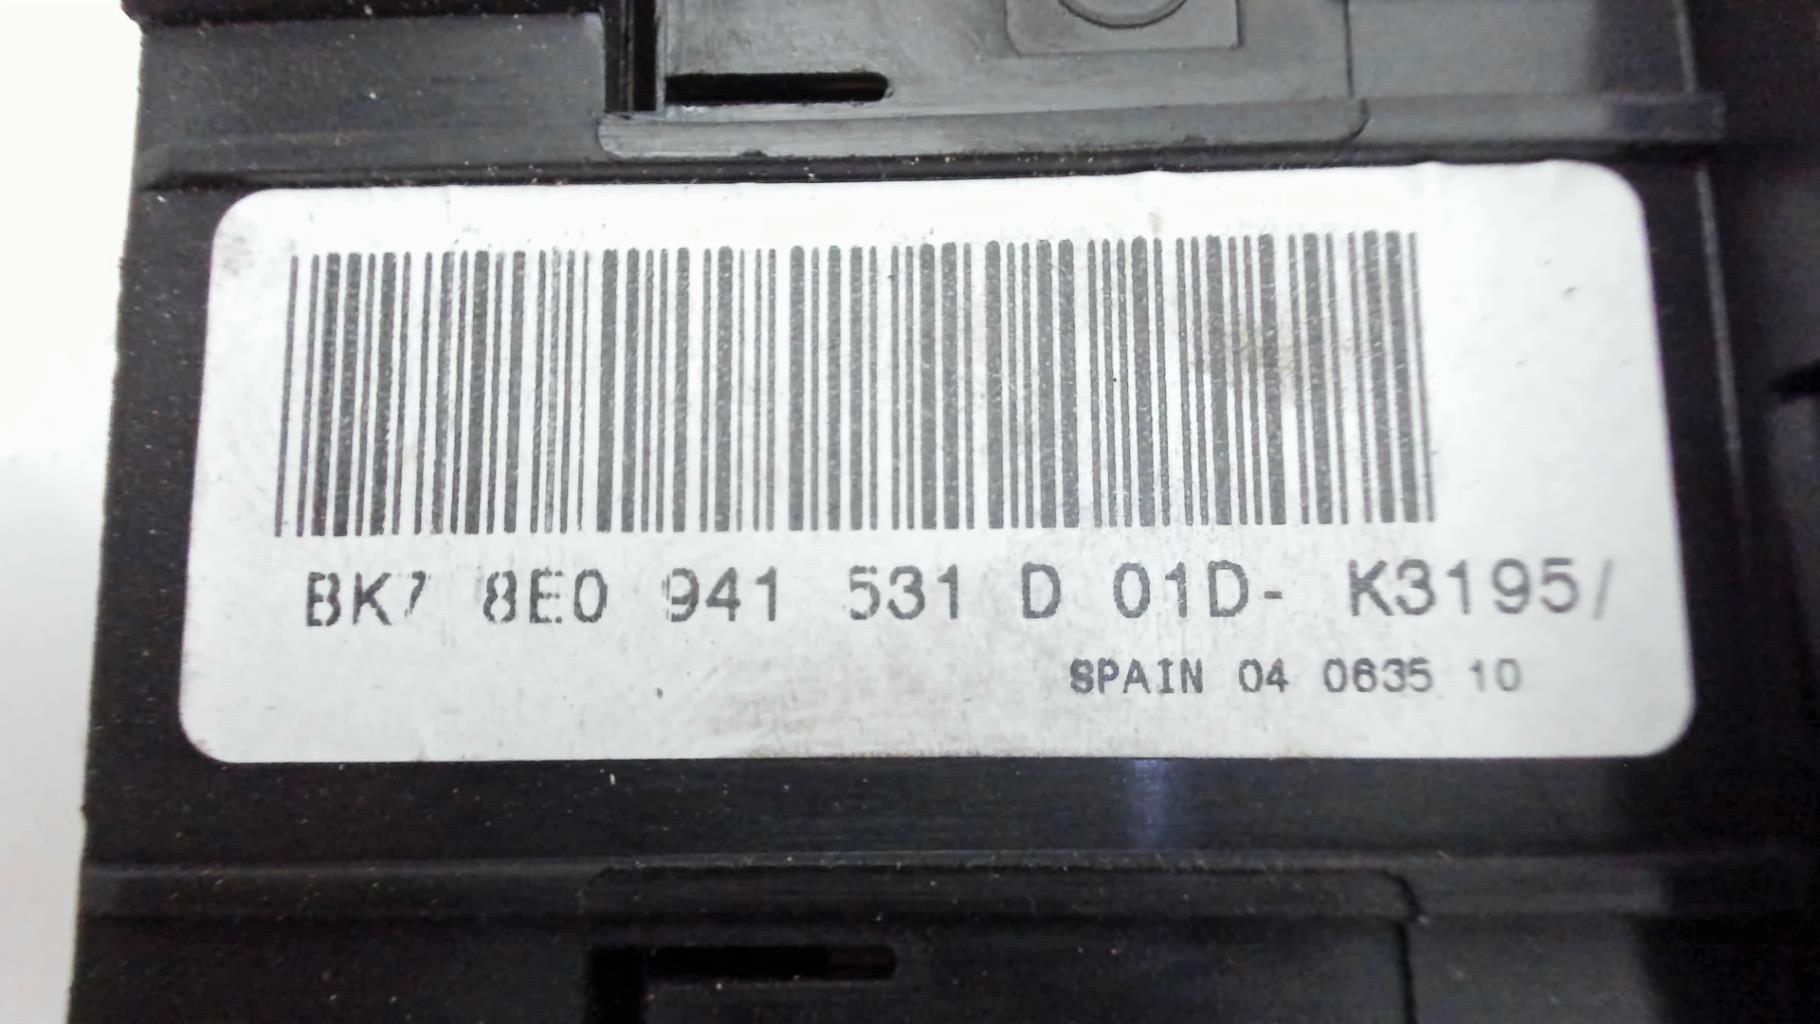 BK7 8E0 941 531 D 01D- K3195/
SPAIN 04 0635 10